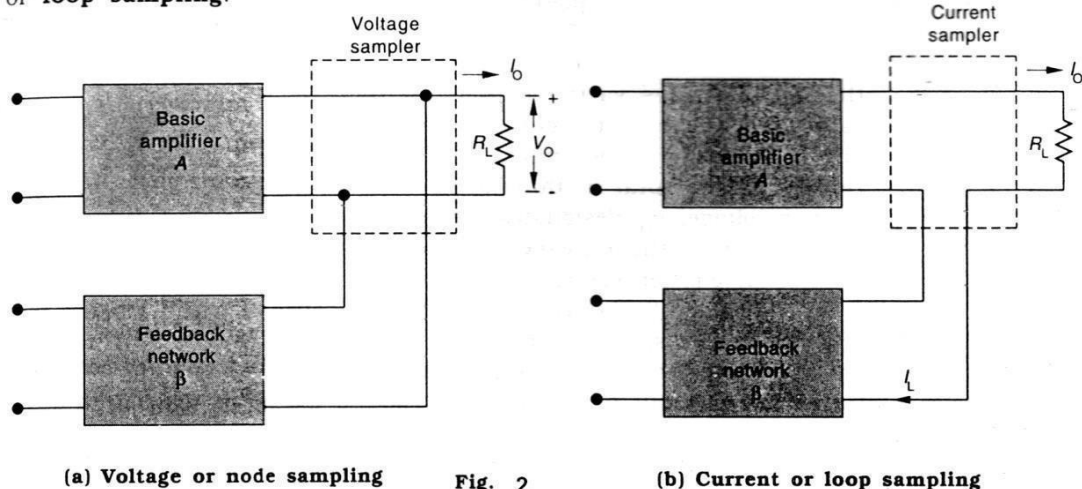 or loop sampling.
Voltage
sampler
I_O
Basic
amplifier
A
R_L
+
V_O
-
Feedback
network
β
(a) Voltage or node sampling
Current
sampler
I_O
Basic
amplifier
A
R_L
Feedback
network
β
I_L
(b) Current or loop sampling
Fig. 2